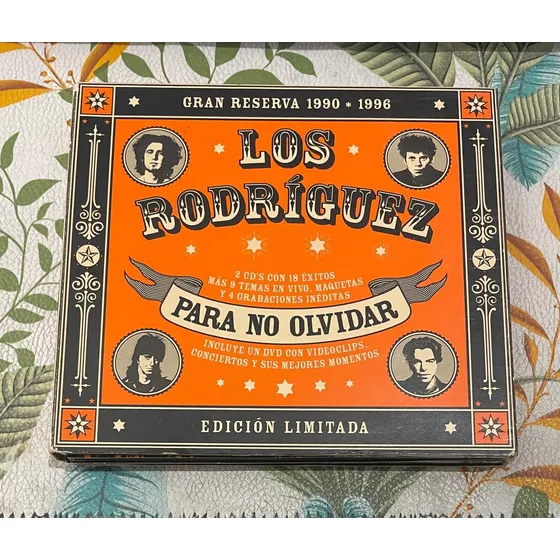 GRAN RESERVA 1990 * 1996
LOS
RODRÍGUEZ
2 CD'S CON 18 ÉXITOS
MÁS 9 TEMAS EN VIVO, MAQUETAS
Y 4 GRABACIONES INÉDITAS
PARA NO OLVIDAR
INCLUYE UN DVD CON VIDEOCLIPS,
CONCIERTOS Y SUS MEJORES MOMENTOS
EDICIÓN LIMITADA